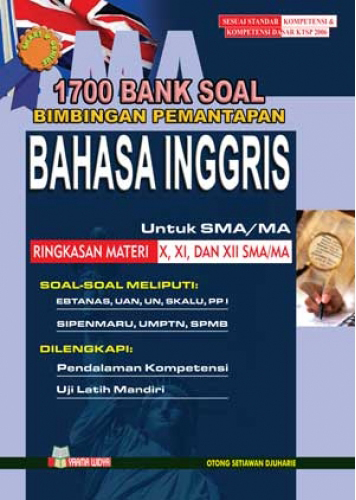 SESUAI STANDAR KOMPETENSI &
KOMPETENSI DASAR KTSP 2006
MA
1700 BANK SOAL
BIMBINGAN PEMANTAPAN
BAHASA INGGRIS
Untuk SMA/MA
RINGKASAN MATERI X, XI, DAN XII SMA/MA
SOAL-SOAL MELIPUTI:
EBTANAS, UAN, UN, SKALU, PP I
SIPENMARU, UMPTN, SPMB
DILENGKAPI:
Pendalaman Kompetensi
Uji Latih Mandiri
YRAMA WIDYA
OTONG SETIAWAN DJUHARIE